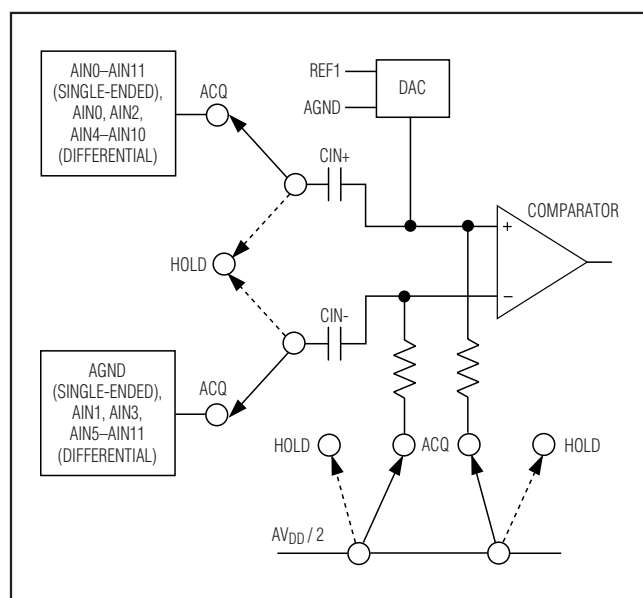 AIN0–AIN11
(SINGLE-ENDED),
AIN0, AIN2,
AIN4–AIN10
(DIFFERENTIAL)
ACQ
REF1
AGND
DAC
CIN+
COMPARATOR
+
−
HOLD
CIN-
AGND
(SINGLE-ENDED),
AIN1, AIN3,
AIN5–AIN11
(DIFFERENTIAL)
ACQ
HOLD
ACQ
HOLD
AVDD / 2